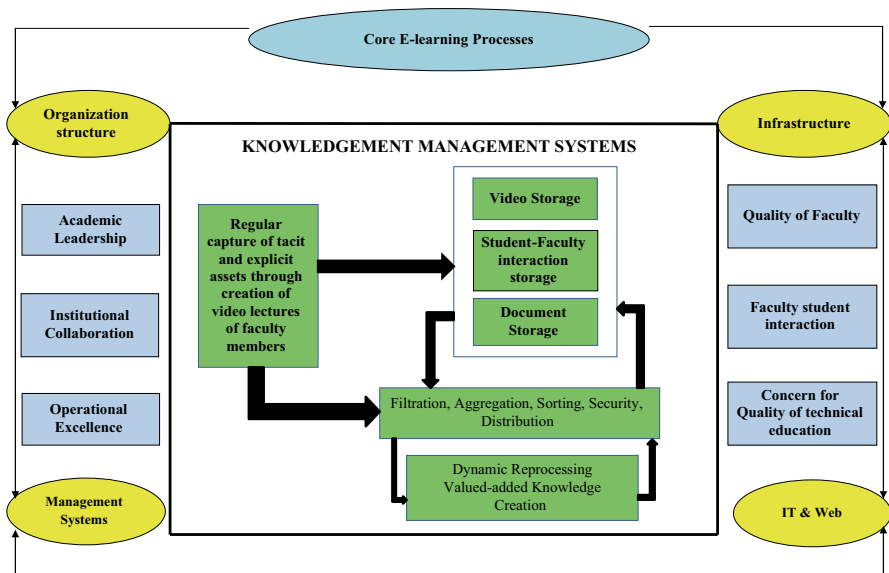 Core E-learning Processes
Organization
structure
Infrastructure
KNOWLEDGEMENT MANAGEMENT SYSTEMS
Academic
Leadership
Institutional
Collaboration
Operational
Excellence
Regular
capture of tacit
and explicit
assets through
creation of
video lectures
of faculty
members
Video Storage
Student-Faculty
interaction
storage
Document
Storage
Filtration, Aggregation, Sorting, Security,
Distribution
Dynamic Reprocessing
Valued-added Knowledge
Creation
Quality of Faculty
Faculty student
interaction
Concern for
Quality of technical
education
Management
Systems
IT & Web